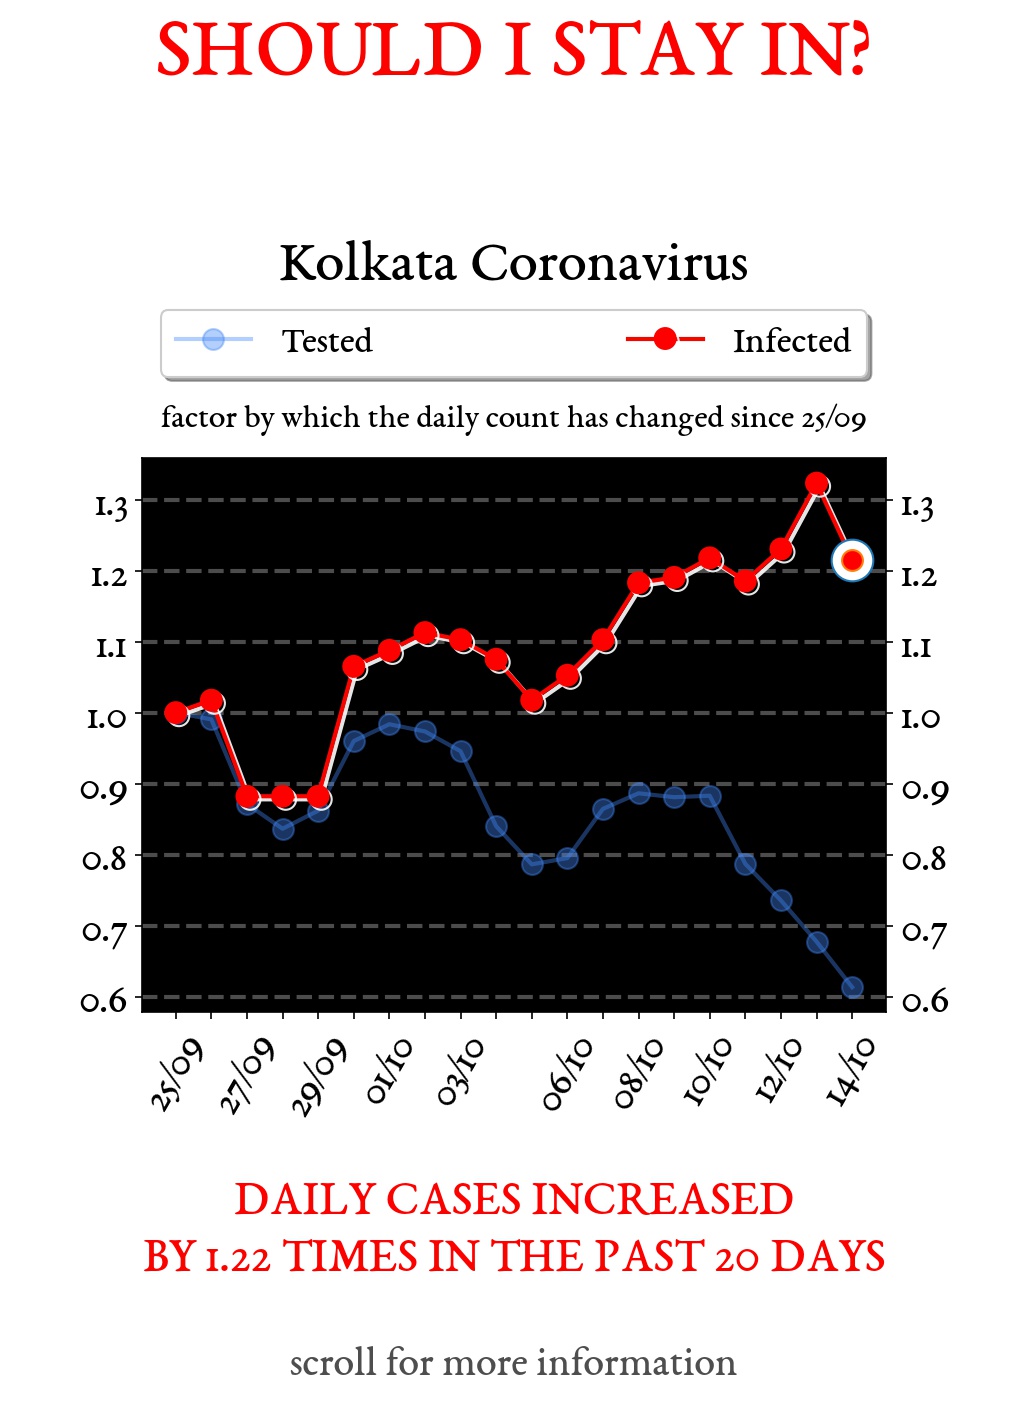 SHOULD I STAY IN?
Kolkata Coronavirus
Tested Infected
factor by which the daily count has changed since 25/09
1.3 1.3
1.2 1.2
1.1 1.1
1.0 1.0
0.9 0.9
0.8 0.8
0.7 0.7
0.6 0.6
25/09 27/09 29/09 01/10 03/10 06/10 08/10 10/10 12/10 14/10
DAILY CASES INCREASED
BY 1.22 TIMES IN THE PAST 20 DAYS
scroll for more information